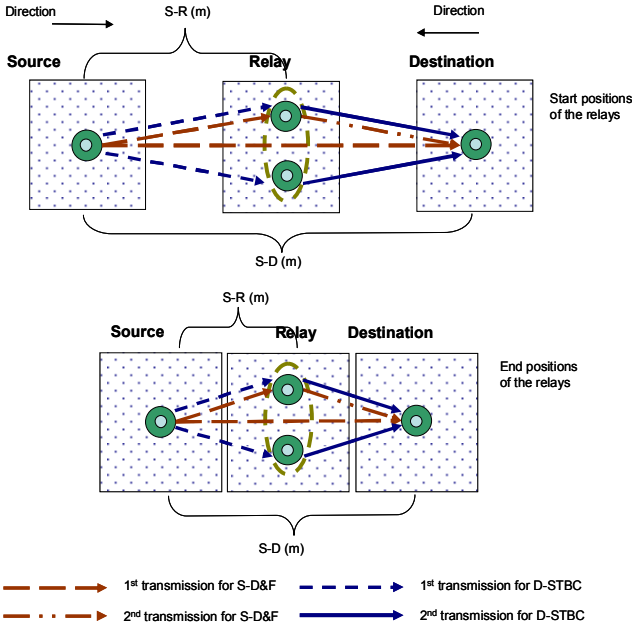 Direction
S-R (m)
Direction
Source
Relay
Destination
Start positions
of the relays
S-D (m)
S-R (m)
Source
Relay
Destination
End positions
of the relays
S-D (m)
1st transmission for S-D&F
1st transmission for D-STBC
2nd transmission for S-D&F
2nd transmission for D-STBC